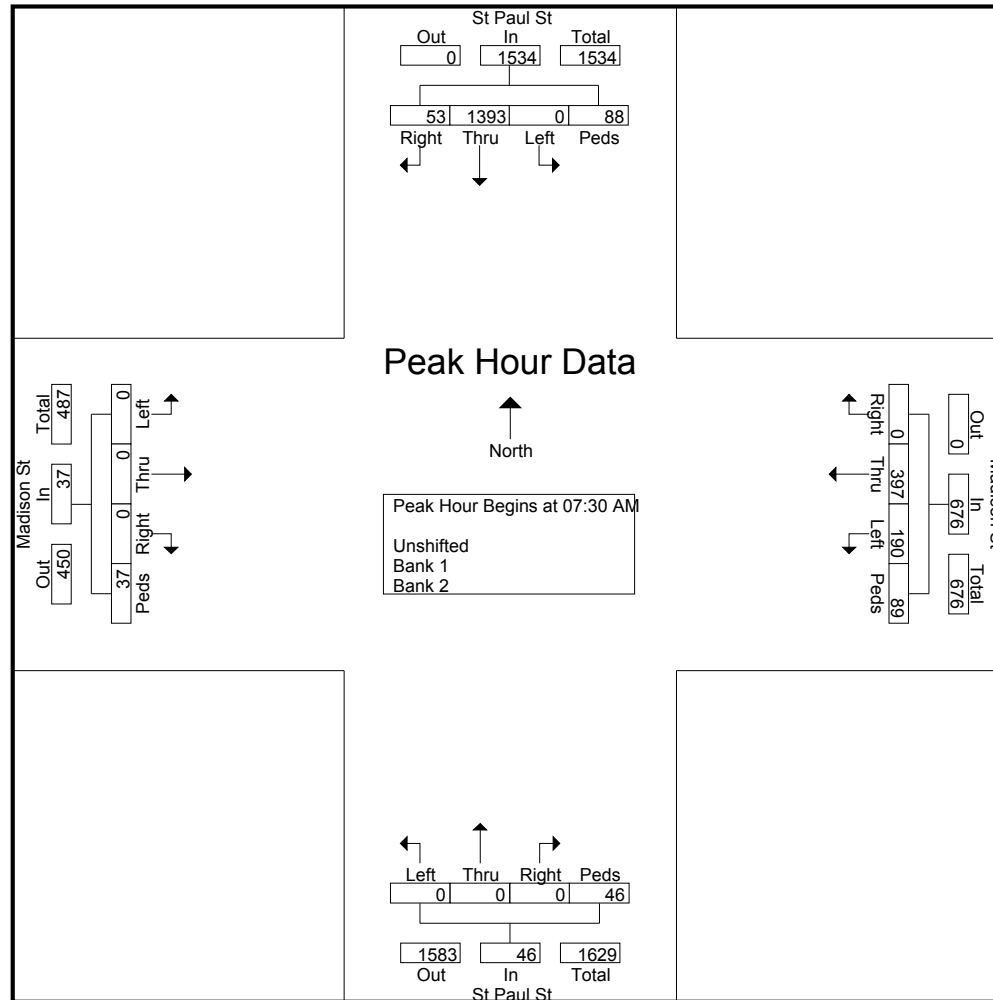 St Paul St
Out In Total
0 1534 1534
53 1393 0 88
Right Thru Left Peds
Peak Hour Data
North
Peak Hour Begins at 07:30 AM
Unshifted
Bank 1
Bank 2
Madison St
Out In Total
450 37 487
0 0 0 37
Left Thru Right Peds
Out In Total
0 676 676
0 397 190 89
Right Thru Left Peds
Left Thru Right Peds
0 0 0 46
1583 46 1629
Out In Total
St Paul St